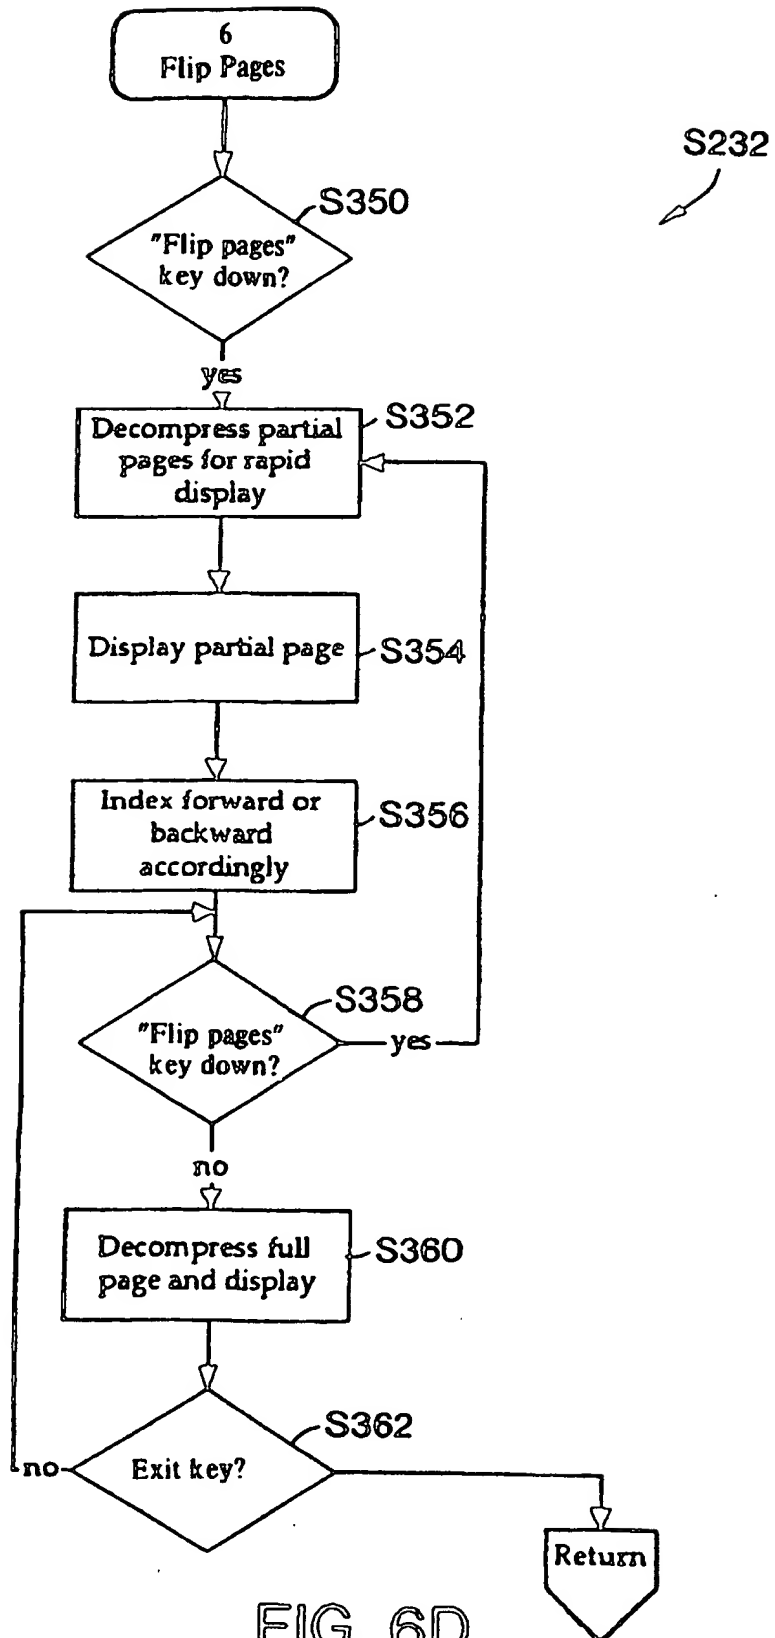 6
Flip Pages
S232
S350
"Flip pages"
key down?
yes
S352
Decompress partial
pages for rapid
display
Display partial page
S354
Index forward or
backward
accordingly
S356
S358
"Flip pages"
key down?
yes
no
Decompress full
page and display
S360
S362
Exit key?
no
Return
FIG. 6D